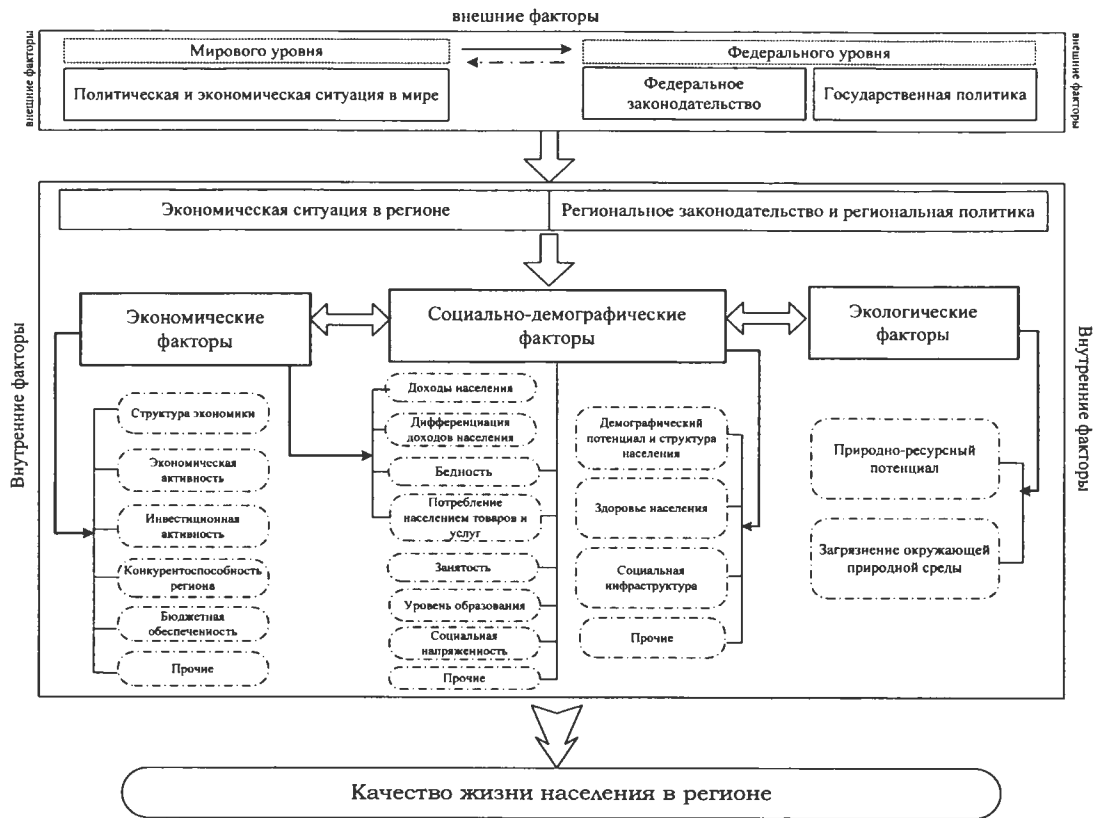 внешние факторы
внешние факторы
внешние факторы
Мирового уровня
Федерального уровня
Политическая и экономическая ситуация в мире
Федеральное
законодательство
Государственная политика
Экономическая ситуация в регионе
Региональное законодательство и региональная политика
Внутренние факторы
Внутренние факторы
Экономические
факторы
Социально-демографические
факторы
Экологические
факторы
Структура экономики
Экономическая
активность
Инвестиционная
активность
Конкурентоспособность
региона
Бюджетная
обеспеченность
Прочие
Доходы населения
Дифференциация
доходов населения
Бедность
Потребление
населением товаров и
услуг
Занятость
Уровень образования
Социальная
напряженность
Прочие
Демографический
потенциал и структура
населения
Здоровье населения
Социальная
инфраструктура
Прочие
Природно-ресурсный
потенциал
Загрязнение окружающей
природной среды
Качество жизни населения в регионе